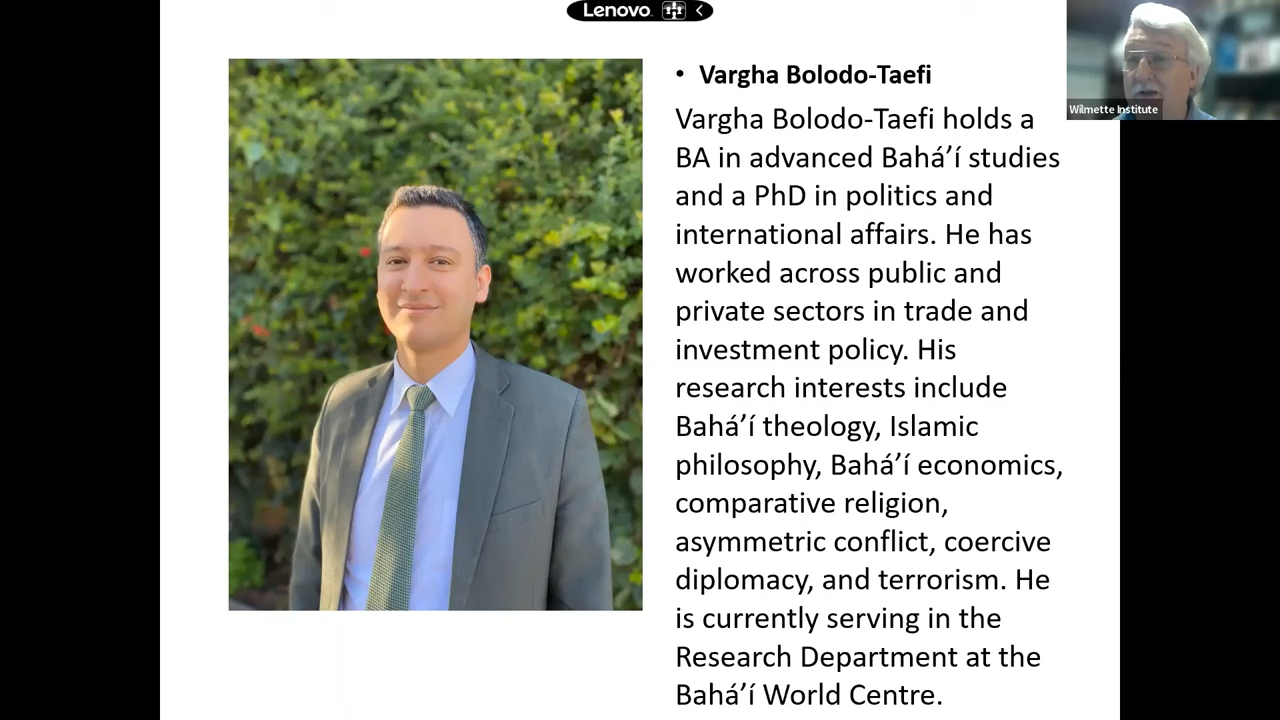 Lenovo
• Vargha Bolodo-Taefi
Vargha Bolodo-Taefi holds a
BA in advanced Bahá’í studies
and a PhD in politics and
international affairs. He has
worked across public and
private sectors in trade and
investment policy. His
research interests include
Bahá’í theology, Islamic
philosophy, Bahá’í economics,
comparative religion,
asymmetric conflict, coercive
diplomacy, and terrorism. He
is currently serving in the
Research Department at the
Bahá’í World Centre.
Wilmette Institute